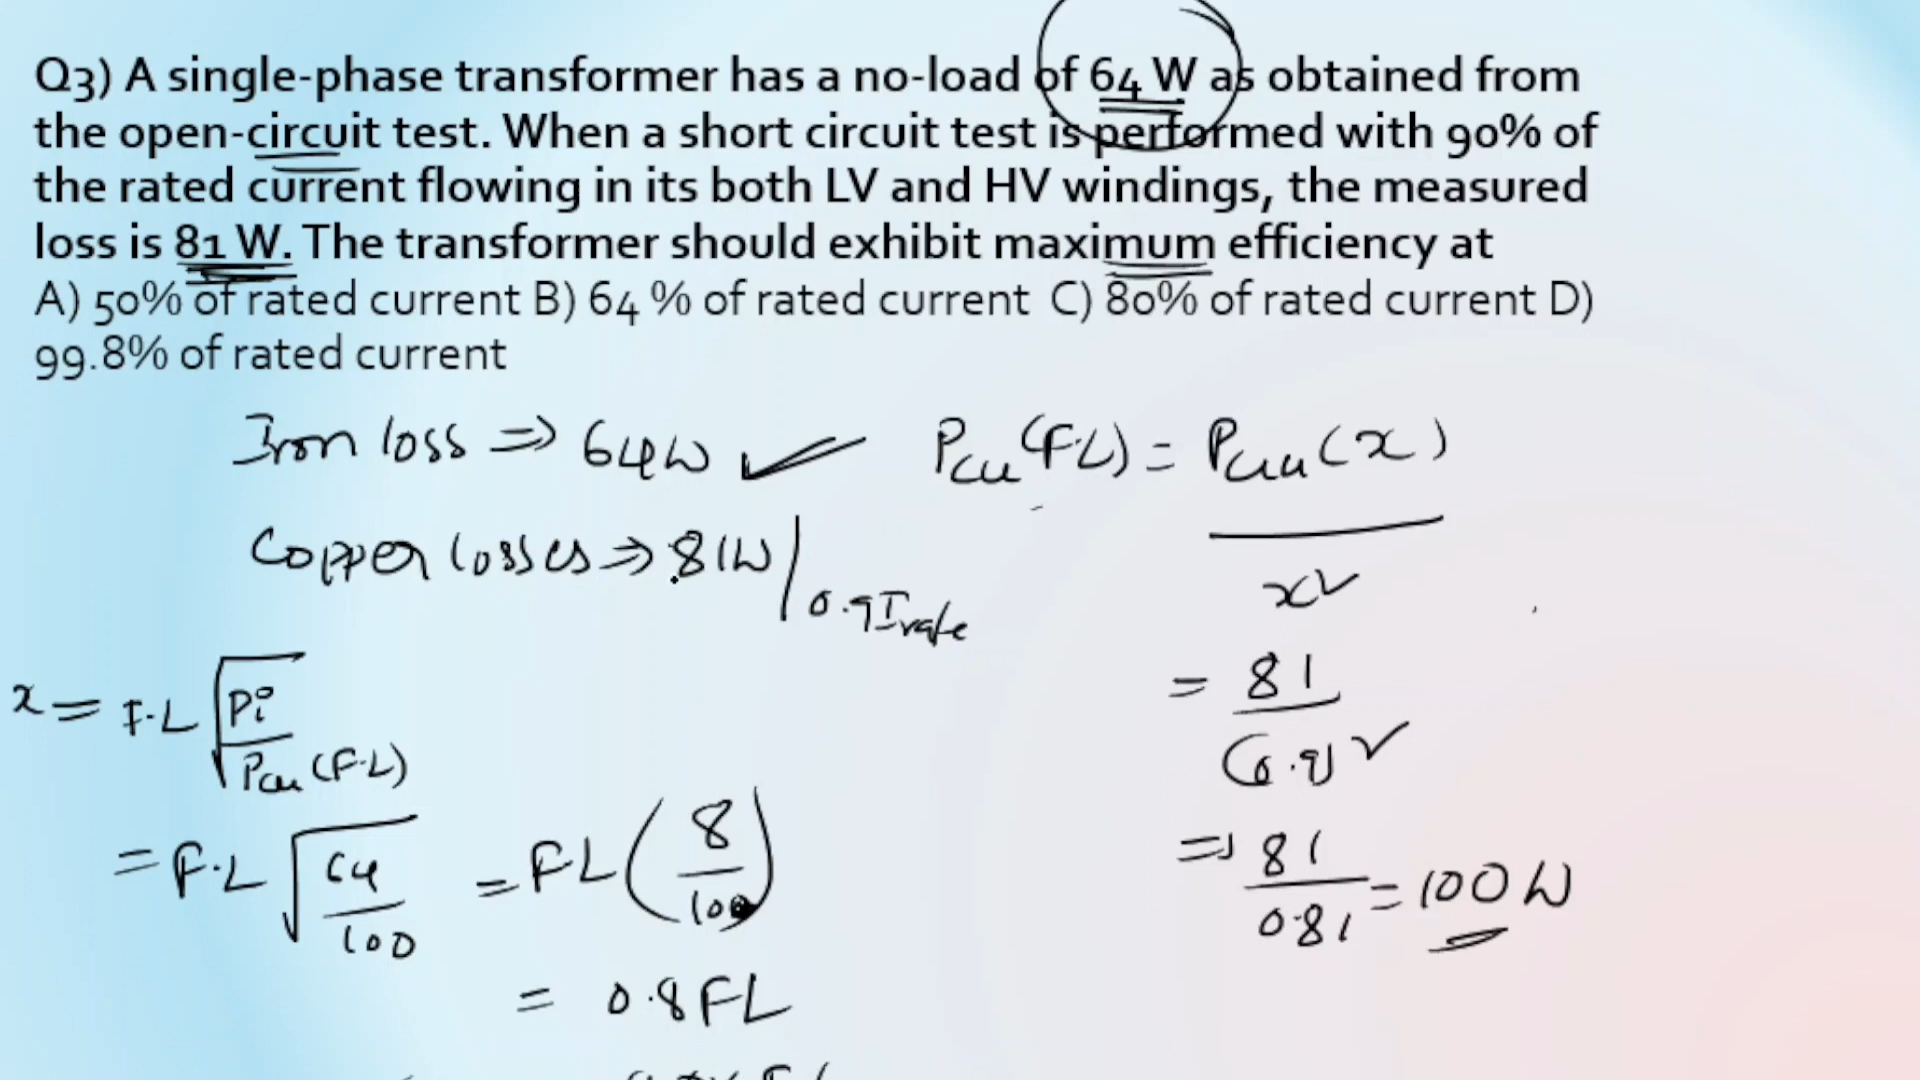 Q3) A single-phase transformer has a no-load of 64 W as obtained from
the open-circuit test. When a short circuit test is performed with 90% of
the rated current flowing in its both LV and HV windings, the measured
loss is 81 W. The transformer should exhibit maximum efficiency at
A) 50% of rated current B) 64 % of rated current C) 80% of rated current D)
99.8% of rated current
Iron loss ⇒ 64W ✓
Copper losses ⇒ 81W | 0.9 Irate
x = F.L √(Pi / Pcu (F.L))
= F.L √(64 / 100) = FL (8 / 100)
= 0.8FL
Pcu (F.L) = Pcu (x) / x²
= 81 / (0.9)²
⇒ 81 / 0.81 = 100 W